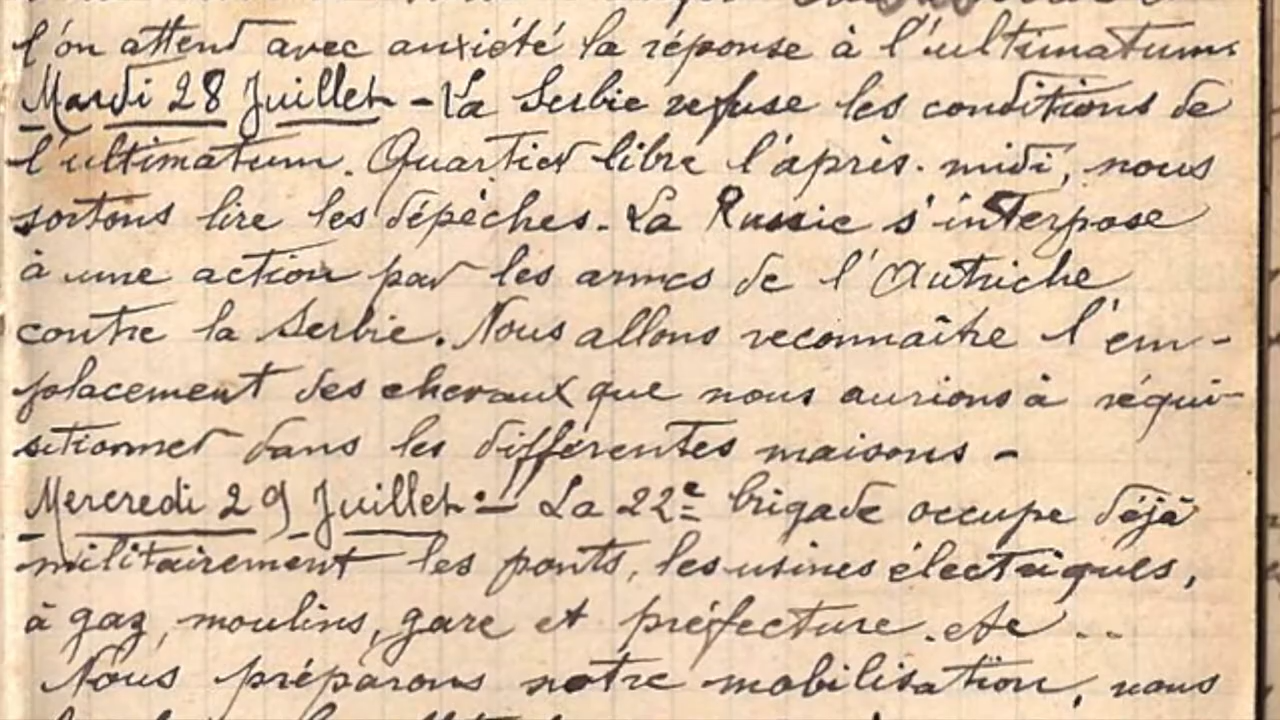 l'on attend avec anxiété la réponse à l'ultimatum.
Mardi 28 Juillet - La Serbie refuse les conditions de
l'ultimatum. Quartier libre l'après-midi, nous
sortons lire les dépêches. La Russie s'interpose
à une action par les armes de l'Autriche
contre la Serbie. Nous allons reconnaître l'em-
placement des chevaux que nous aurions à réqui-
sitionner dans les différentes maisons -
Mercredi 29 Juillet :- La 22e brigade occupe déjà
militairement les ponts, les usines électriques,
à gaz, moulins, gare et préfecture. etc ..
Nous préparons notre mobilisation, nous